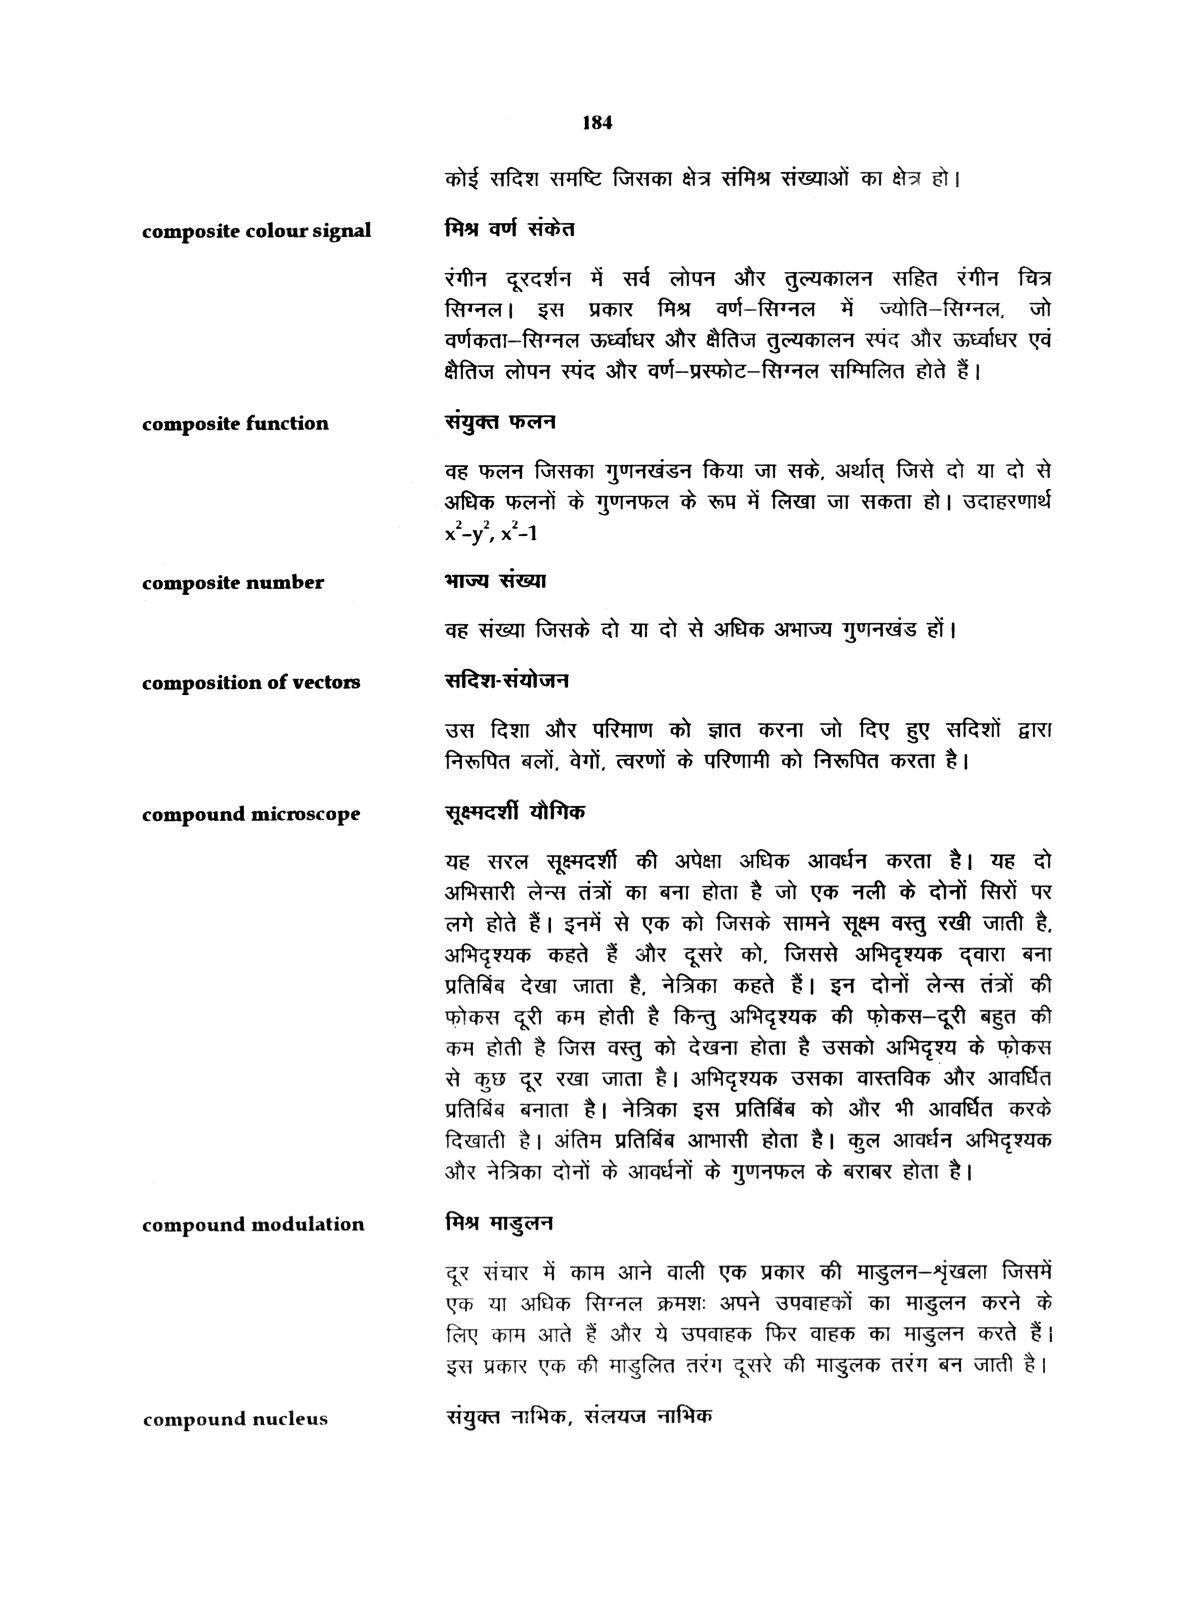 184
कोई सदिश समष्टि जिसका क्षेत्र संमिश्र संख्याओं का क्षेत्र हो।
composite colour signal मिश्र वर्ण संकेत
रंगीन दूरदर्शन में सर्व लोपन और तुल्यकालन सहित रंगीन चित्र
सिग्नल। इस प्रकार मिश्र वर्ण–सिग्नल में ज्योति–सिग्नल, जो
वर्णकता–सिग्नल ऊर्ध्वाधर और क्षैतिज तुल्यकालन स्पंद और ऊर्ध्वाधर एवं
क्षैतिज लोपन स्पंद और वर्ण–प्रस्फोट–सिग्नल सम्मिलित होते हैं।
composite function संयुक्त फलन
वह फलन जिसका गुणनखंडन किया जा सके, अर्थात् जिसे दो या दो से
अधिक फलनों के गुणनफल के रूप में लिखा जा सकता हो। उदाहरणार्थ
x²–y², x²–1
composite number भाज्य संख्या
वह संख्या जिसके दो या दो से अधिक अभाज्य गुणनखंड हों।
composition of vectors सदिश-संयोजन
उस दिशा और परिमाण को ज्ञात करना जो दिए हुए सदिशों द्वारा
निरूपित बलों, वेगों, त्वरणों के परिणामी को निरूपित करता है।
compound microscope सूक्ष्मदर्शी यौगिक
यह सरल सूक्ष्मदर्शी की अपेक्षा अधिक आवर्धन करता है। यह दो
अभिसारी लेन्स तंत्रों का बना होता है जो एक नली के दोनों सिरों पर
लगे होते हैं। इनमें से एक को जिसके सामने सूक्ष्म वस्तु रखी जाती है,
अभिदृश्यक कहते हैं और दूसरे को, जिससे अभिदृश्यक द्वारा बना
प्रतिबिंब देखा जाता है, नेत्रिका कहते हैं। इन दोनों लेन्स तंत्रों की
फ़ोकस दूरी कम होती है किन्तु अभिदृश्यक की फ़ोकस–दूरी बहुत की
कम होती है जिस वस्तु को देखना होता है उसको अभिदृश्य के फ़ोकस
से कुछ दूर रखा जाता है। अभिदृश्यक उसका वास्तविक और आवर्धित
प्रतिबिंब बनाता है। नेत्रिका इस प्रतिबिंब को और भी आवर्धित करके
दिखाती है। अंतिम प्रतिबिंब आभासी होता है। कुल आवर्धन अभिदृश्यक
और नेत्रिका दोनों के आवर्धनों के गुणनफल के बराबर होता है।
compound modulation मिश्र माडुलन
दूर संचार में काम आने वाली एक प्रकार की माडुलन–शृंखला जिसमें
एक या अधिक सिग्नल क्रमशः अपने उपवाहकों का माडुलन करने के
लिए काम आते हैं और ये उपवाहक फिर वाहक का माडुलन करते हैं।
इस प्रकार एक की माडुलित तरंग दूसरे की माडुलक तरंग बन जाती है।
compound nucleus संयुक्त नाभिक, संलयज नाभिक